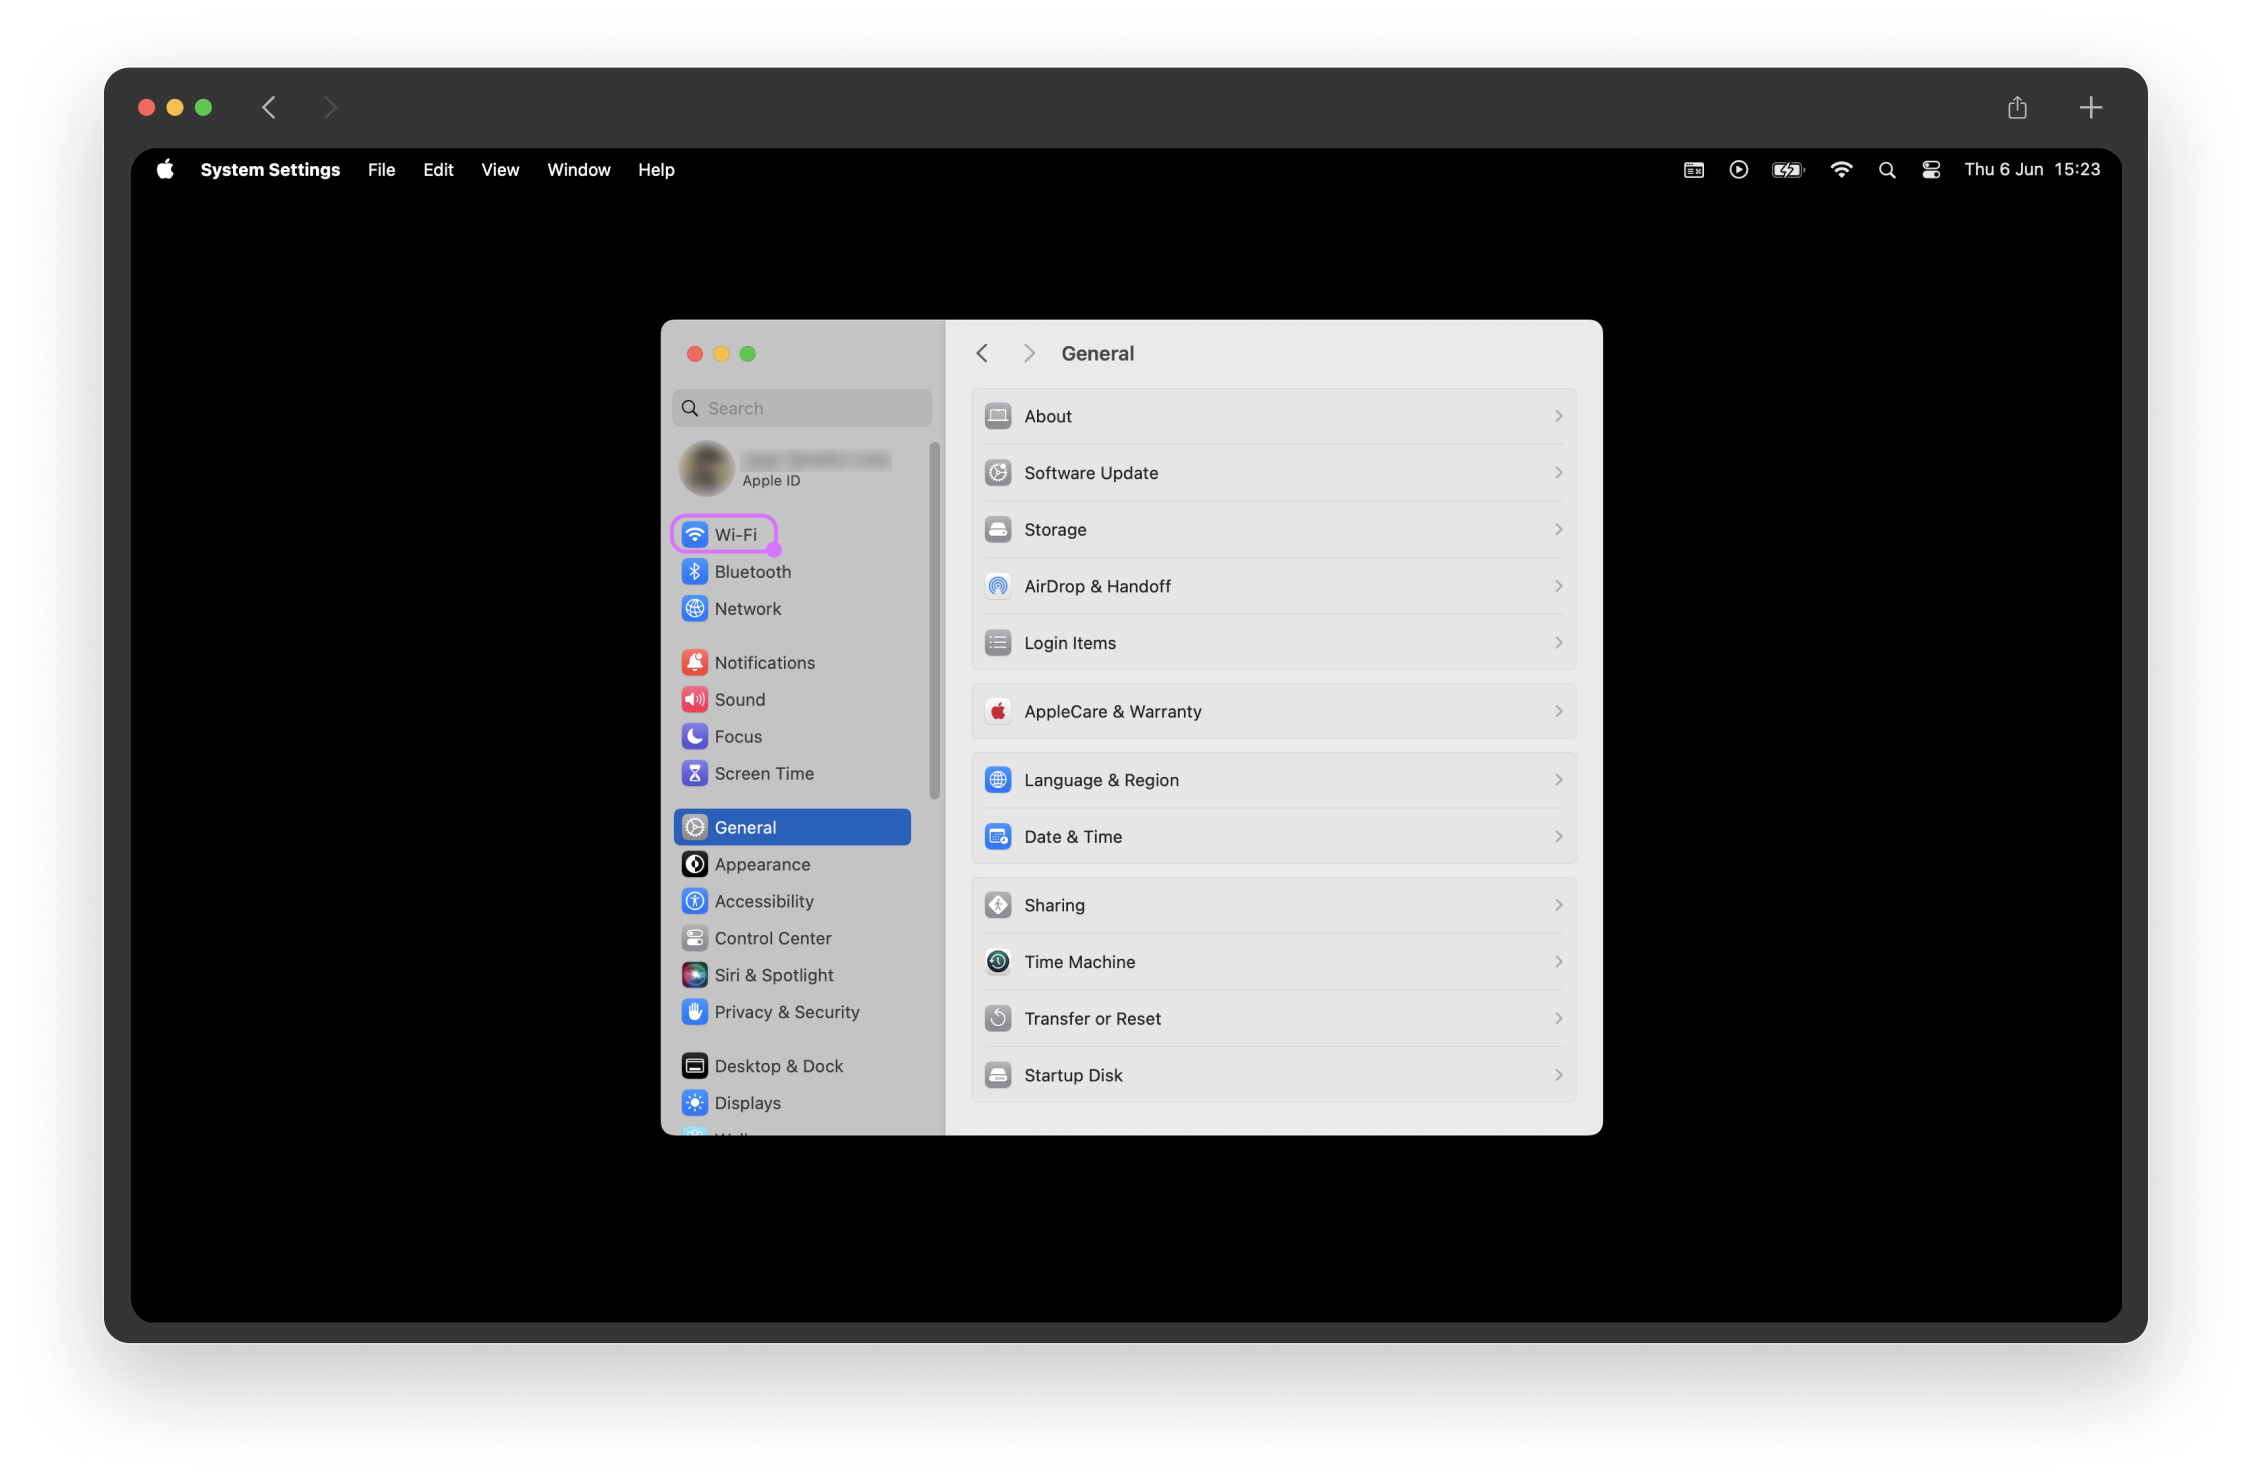 System Settings File Edit View Window Help Thu 6 Jun 15:23
Search
Apple ID
Wi-Fi
Bluetooth
Network
Notifications
Sound
Focus
Screen Time
General
Appearance
Accessibility
Control Center
Siri & Spotlight
Privacy & Security
Desktop & Dock
Displays
General
About
Software Update
Storage
AirDrop & Handoff
Login Items
AppleCare & Warranty
Language & Region
Date & Time
Sharing
Time Machine
Transfer or Reset
Startup Disk